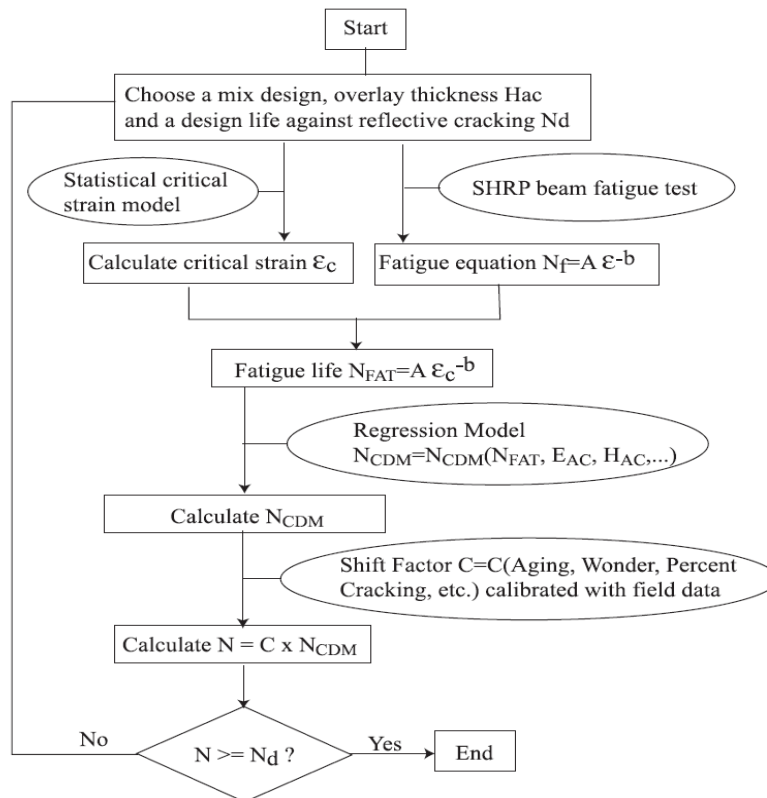 Start
Choose a mix design, overlay thickness Hac
and a design life against reflective cracking Nd
Statistical critical
strain model
SHRP beam fatigue test
Calculate critical strain εc
Fatigue equation Nf=A ε-b
Fatigue life NFAT=A εc-b
Regression Model
NCDM=NCDM(NFAT, EAC, HAC,...)
Calculate NCDM
Shift Factor C=C(Aging, Wonder, Percent
Cracking, etc.) calibrated with field data
Calculate N = C x NCDM
No
N >= Nd ?
Yes
End